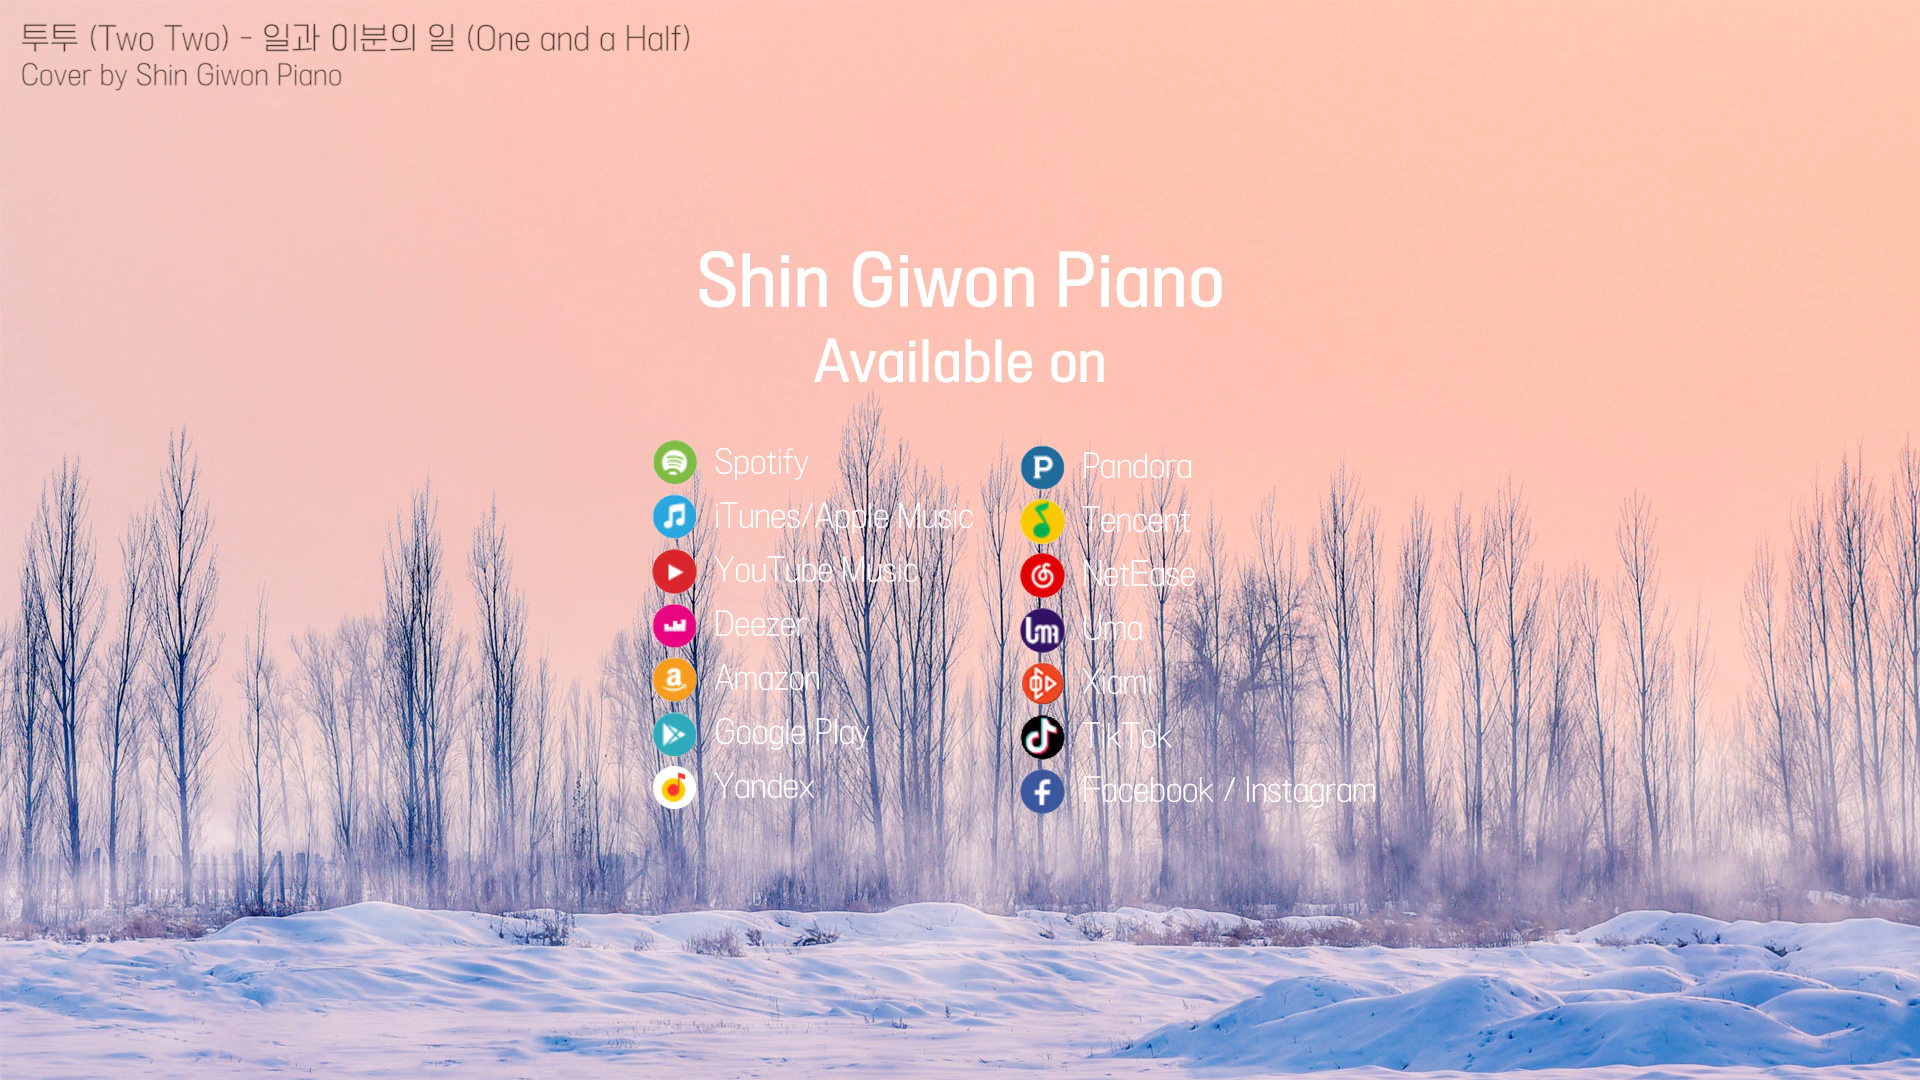 투투 (Two Two) - 일과 이분의 일 (One and a Half)
Cover by Shin Giwon Piano
Shin Giwon Piano
Available on
Spotify
iTunes/Apple Music
YouTube Music
Deezer
Amazon
Google Play
Yandex
Pandora
Tencent
NetEase
Uma
Xiami
TikTok
Facebook / Instagram